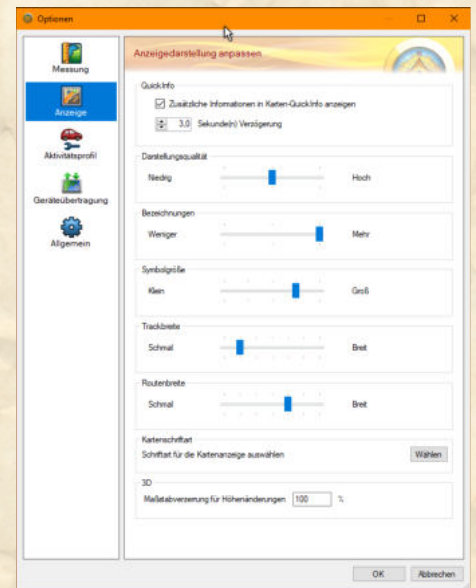 Optionen
Messung
Anzeige
Aktivitätsprofil
Geräteübertragung
Allgemein
Anzeigedarstellung anpassen
QuickInfo
Zusätzliche Informationen in Karten-QuickInfo anzeigen
3,0 Sekunde(n) Verzögerung
Darstellungsqualität
Niedrig Hoch
Bezeichnungen
Weniger Mehr
Symbolgröße
Klein Groß
Trackbreite
Schmal Breit
Routenbreite
Schmal Breit
Kartenschriftart
Schriftart für die Kartenanzeige auswählen Wählen
3D
Maßstabverzerrung für Höhenänderungen 100 %
OK Abbrechen